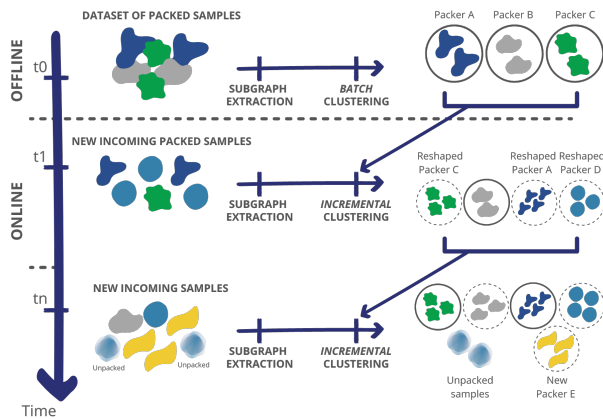 DATASET OF PACKED SAMPLES
Packer A
Packer B
Packer C
OFFLINE
t0
SUBGRAPH
EXTRACTION
BATCH
CLUSTERING
NEW INCOMING PACKED SAMPLES
t1
ONLINE
SUBGRAPH
EXTRACTION
INCREMENTAL
CLUSTERING
Reshaped
Packer C
Reshaped
Packer A
Reshaped
Packer D
NEW INCOMING SAMPLES
tn
Unpacked
Unpacked
SUBGRAPH
EXTRACTION
INCREMENTAL
CLUSTERING
Unpacked
samples
New
Packer E
Time